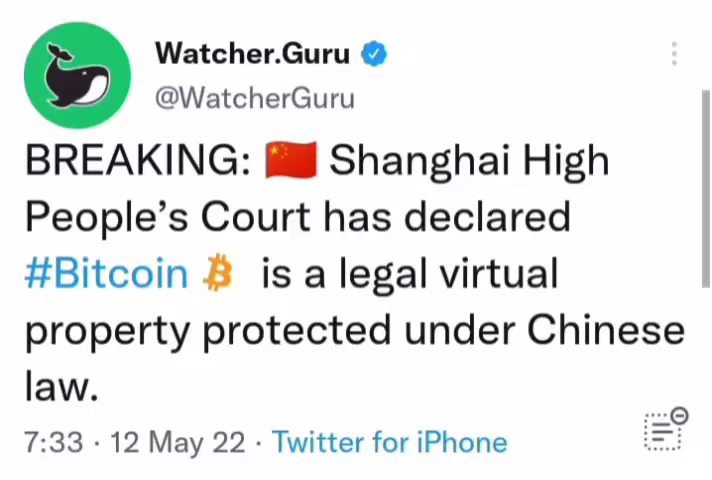 Watcher.Guru
@WatcherGuru
BREAKING: 🇨🇳 Shanghai High
People’s Court has declared
#Bitcoin ₿ is a legal virtual
property protected under Chinese
law.
7:33 · 12 May 22 · Twitter for iPhone